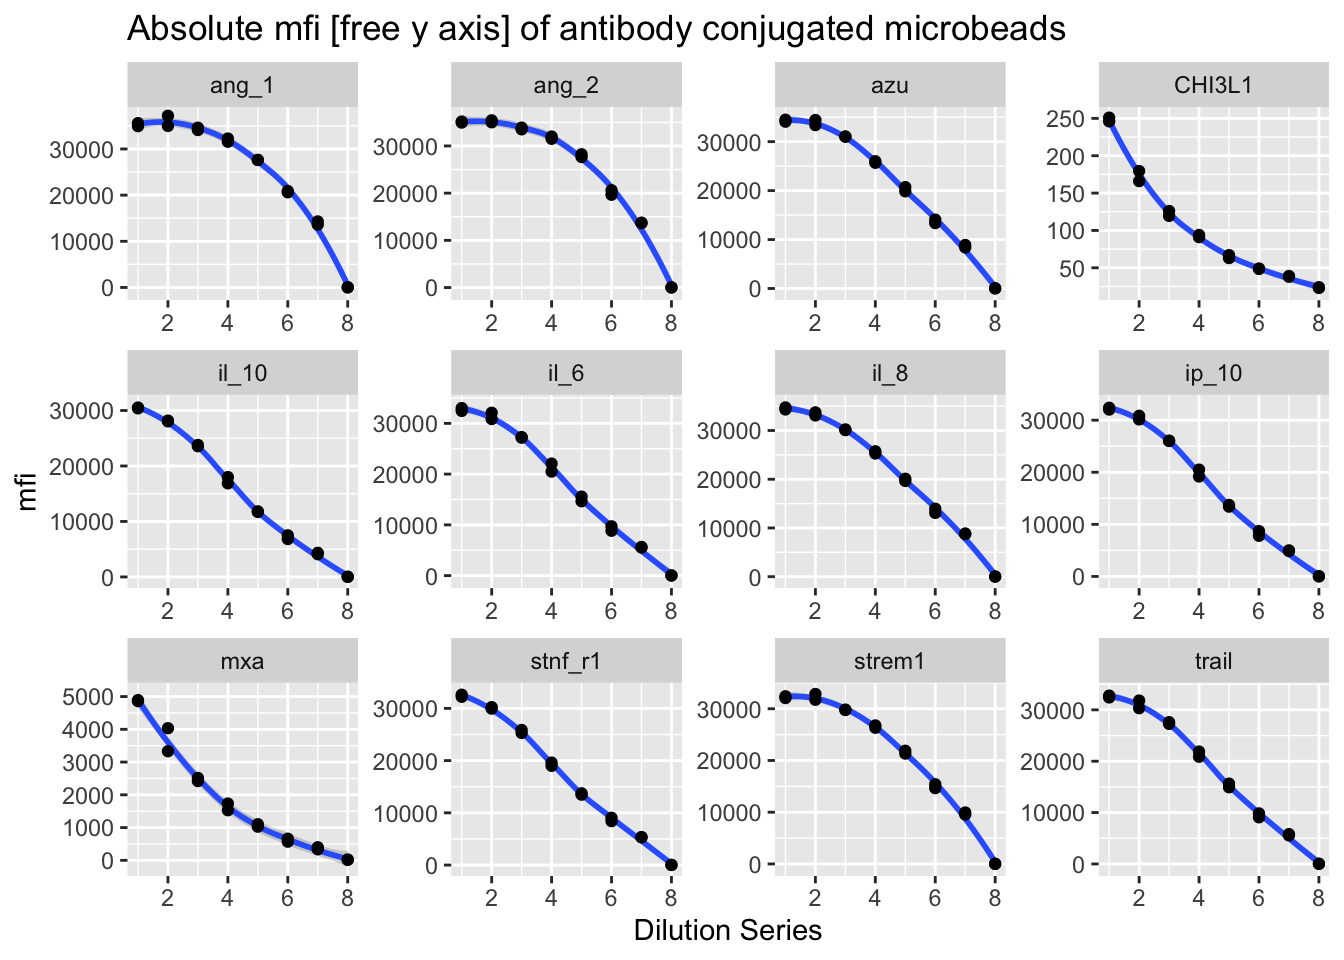 Absolute mfi [free y axis] of antibody conjugated microbeads
ang_1 ang_2 azu CHI3L1
30000
20000
10000
0
2 4 6 8
30000
20000
10000
0
2 4 6 8
30000
20000
10000
0
2 4 6 8
250
200
150
100
50
2 4 6 8
il_10 il_6 il_8 ip_10
30000
20000
10000
0
2 4 6 8
30000
20000
10000
0
2 4 6 8
30000
20000
10000
0
2 4 6 8
30000
20000
10000
0
2 4 6 8
mfi
mxa stnf_r1 strem1 trail
5000
4000
3000
2000
1000
0
2 4 6 8
30000
20000
10000
0
2 4 6 8
30000
20000
10000
0
2 4 6 8
30000
20000
10000
0
2 4 6 8
Dilution Series